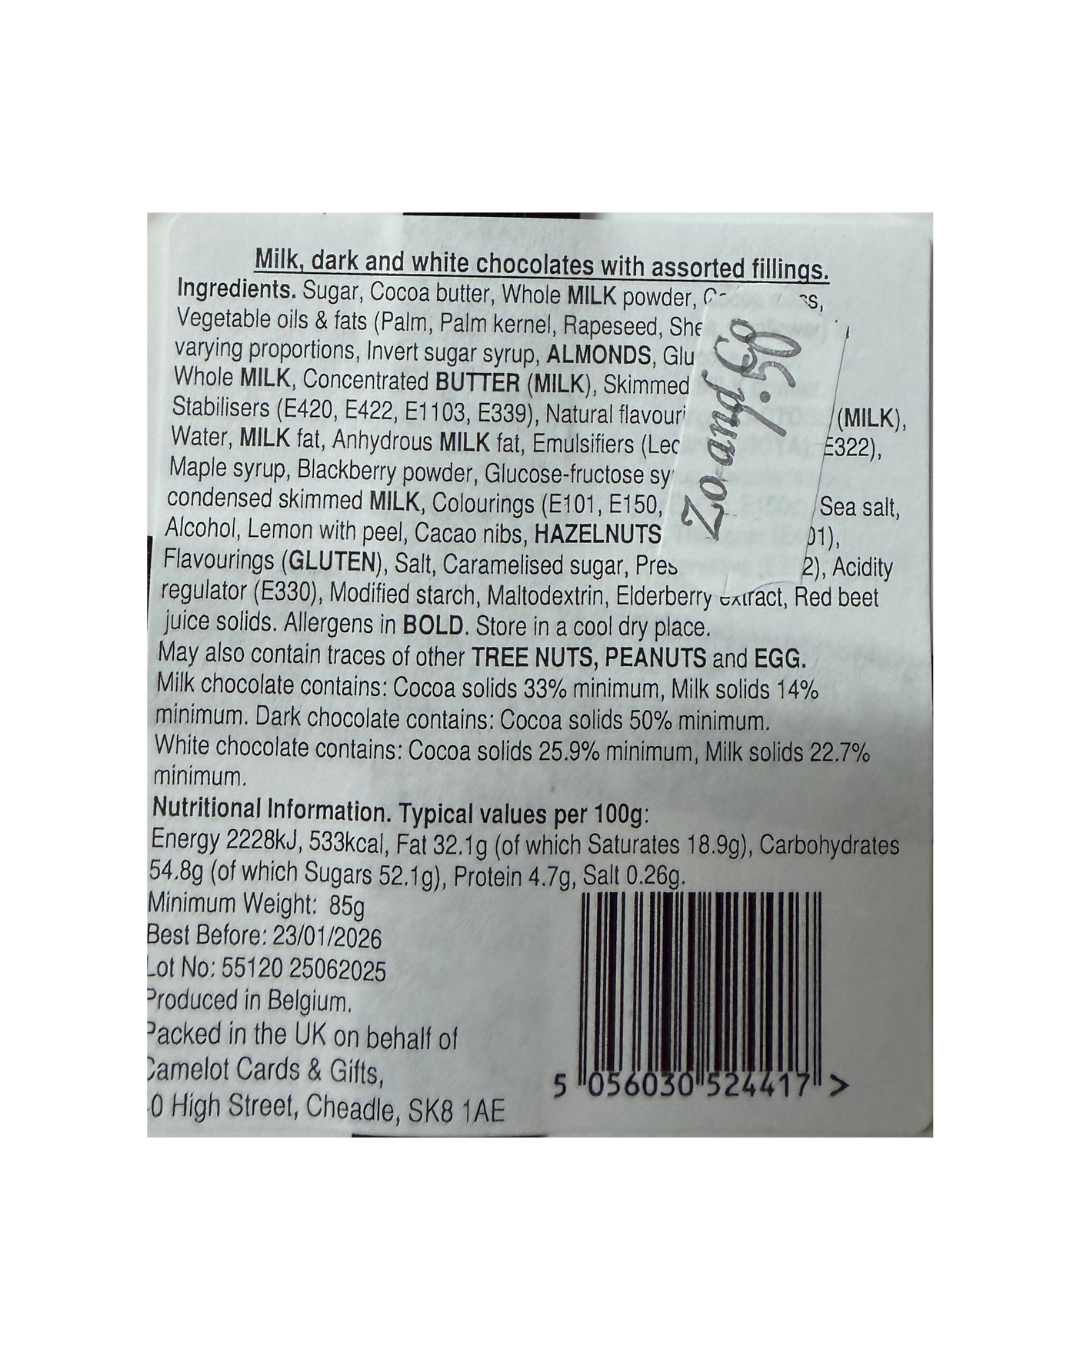 Milk, dark and white chocolates with assorted fillings.
Ingredients. Sugar, Cocoa butter, Whole MILK powder,
Vegetable oils & fats (Palm, Palm kernel, Rapeseed,
varying proportions, Invert sugar syrup, ALMONDS,
Whole MILK, Concentrated BUTTER (MILK), Skimmed
Stabilisers (E420, E422, E1103, E339), Natural (MILK),
Water, MILK fat, Anhydrous MILK fat, Emulsifiers E322),
Maple syrup, Blackberry powder, Glucose-fructose
condensed skimmed MILK, Colourings (E101, E150, Sea salt,
Alcohol, Lemon with peel, Cacao nibs, HAZELNUTS
Flavourings (GLUTEN), Salt, Caramelised sugar, Acidity
regulator (E330), Modified starch, Maltodextrin, Elderberry extract, Red beet
juice solids. Allergens in BOLD. Store in a cool dry place.
May also contain traces of other TREE NUTS, PEANUTS and EGG.
Milk chocolate contains: Cocoa solids 33% minimum, Milk solids 14%
minimum. Dark chocolate contains: Cocoa solids 50% minimum.
White chocolate contains: Cocoa solids 25.9% minimum, Milk solids 22.7%
minimum.
Nutritional Information. Typical values per 100g:
Energy 2228kJ, 533kcal, Fat 32.1g (of which Saturates 18.9g), Carbohydrates
54.8g (of which Sugars 52.1g), Protein 4.7g, Salt 0.26g.
Minimum Weight: 85g
Best Before: 23/01/2026
Lot No: 55120 25062025
Produced in Belgium.
Packed in the UK on behalf of
Camelot Cards & Gifts,
High Street, Cheadle, SK8 1AE
Zo and Co
7.50
5 056030 524417 >